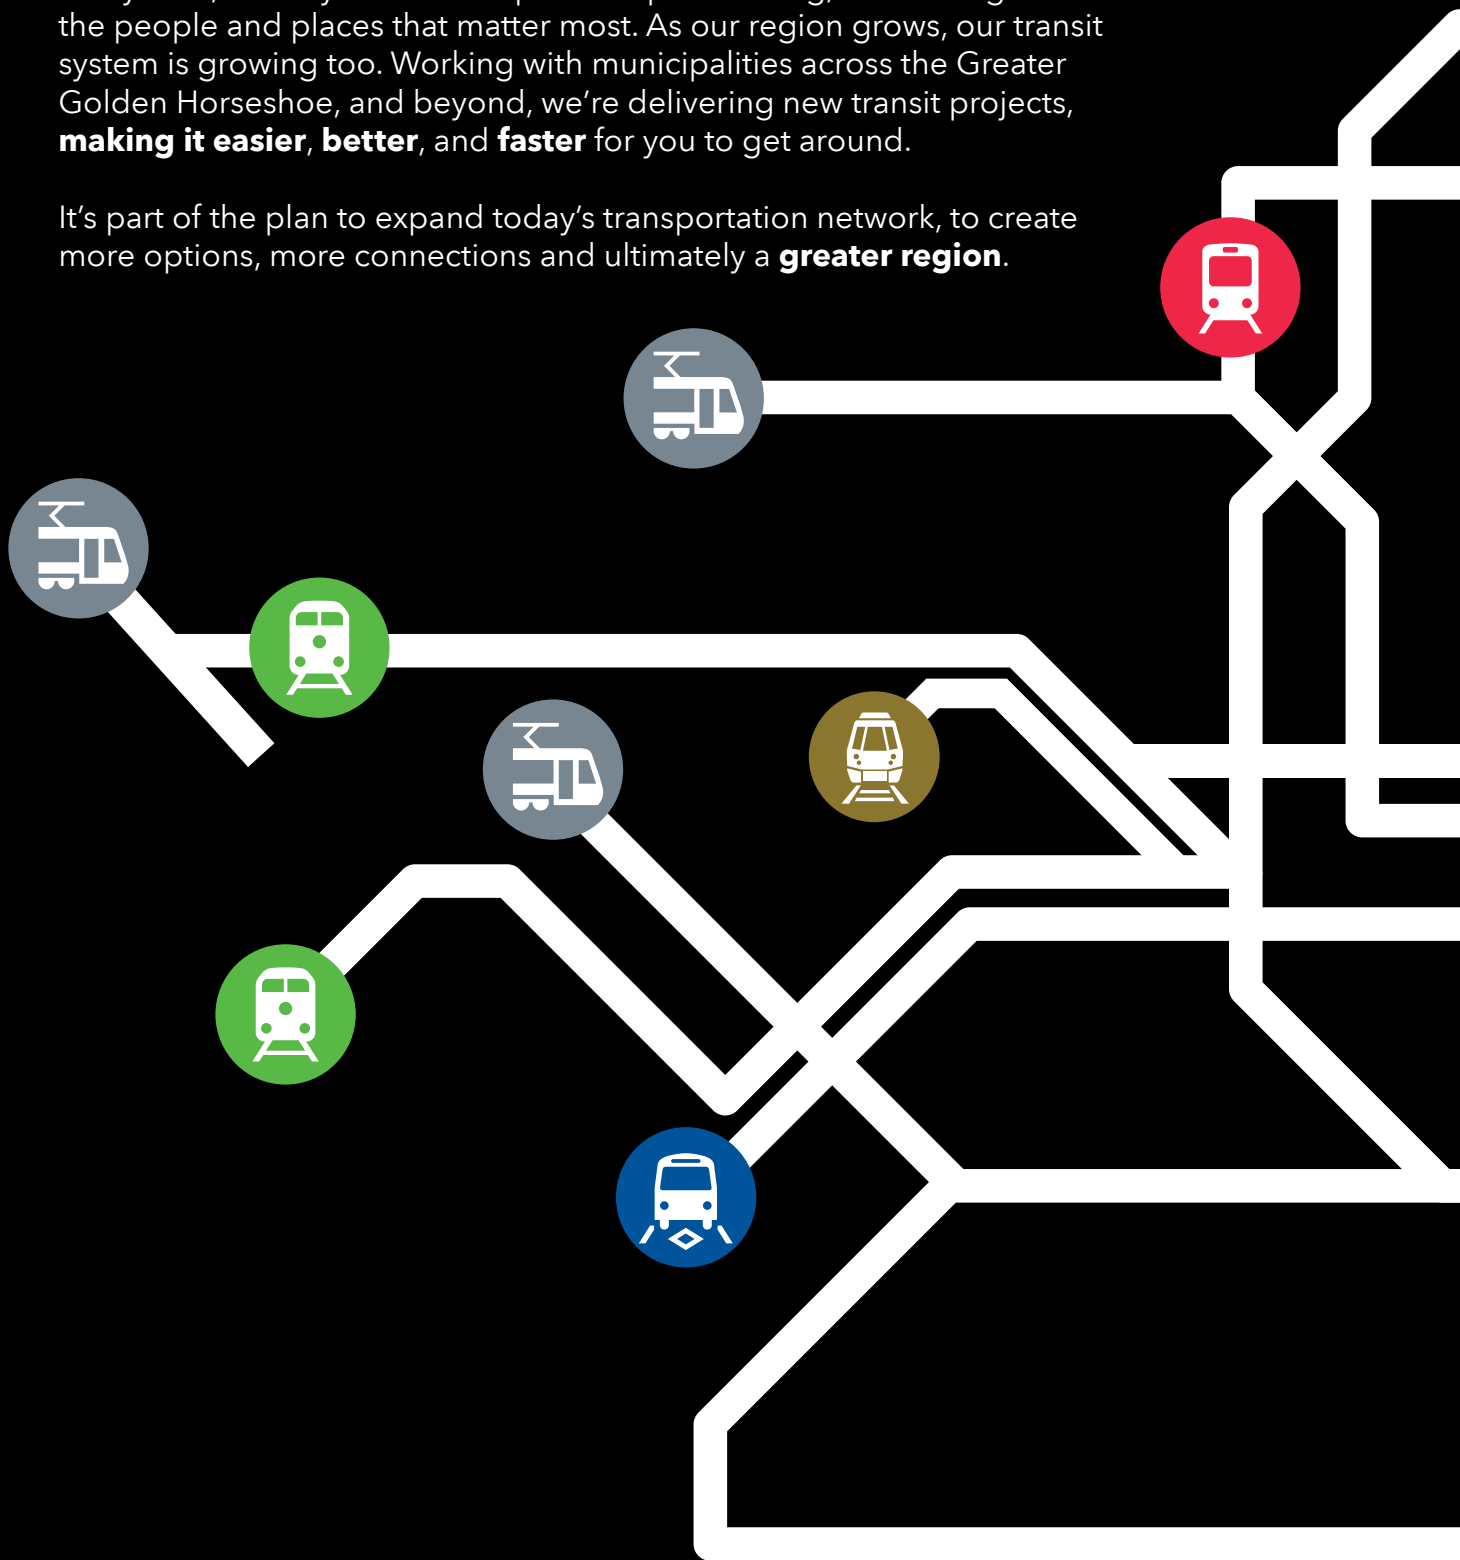 the people and places that matter most. As our region grows, our transit
system is growing too. Working with municipalities across the Greater
Golden Horseshoe, and beyond, we’re delivering new transit projects,
making it easier, better, and faster for you to get around.
It’s part of the plan to expand today’s transportation network, to create
more options, more connections and ultimately a greater region.